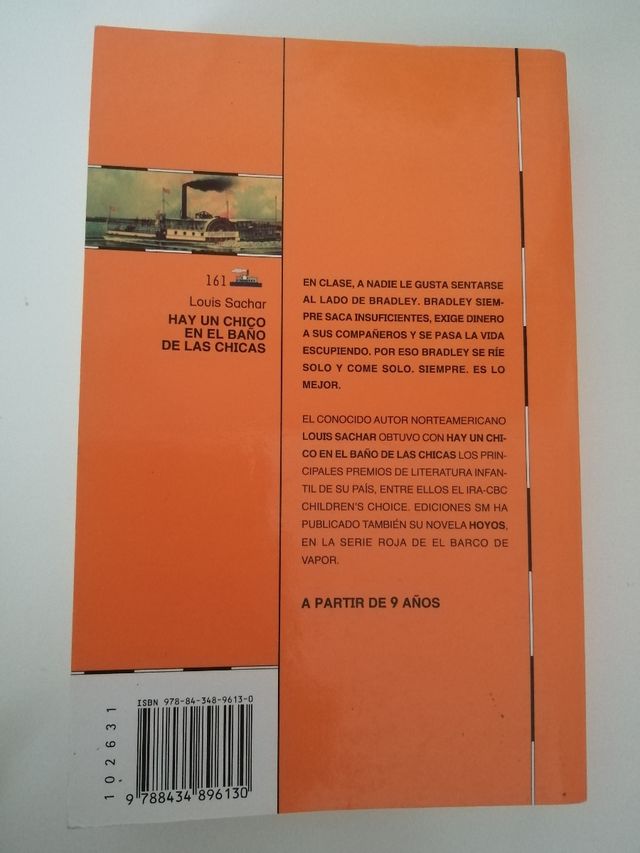 161
Louis Sachar
HAY UN CHICO
EN EL BAÑO
DE LAS CHICAS
EN CLASE, A NADIE LE GUSTA SENTARSE
AL LADO DE BRADLEY. BRADLEY SIEM-
PRE SACA INSUFICIENTES, EXIGE DINERO
A SUS COMPAÑEROS Y SE PASA LA VIDA
ESCUPIENDO. POR ESO BRADLEY SE RÍE
SOLO Y COME SOLO. SIEMPRE. ES LO
MEJOR.
EL CONOCIDO AUTOR NORTEAMERICANO
LOUIS SACHAR OBTUVO CON HAY UN CHI-
CO EN EL BAÑO DE LAS CHICAS LOS PRIN-
CIPALES PREMIOS DE LITERATURA INFAN-
TIL DE SU PAÍS, ENTRE ELLOS EL IRA-CBC
CHILDREN'S CHOICE. EDICIONES SM HA
PUBLICADO TAMBIÉN SU NOVELA HOYOS,
EN LA SERIE ROJA DE EL BARCO DE
VAPOR.
A PARTIR DE 9 AÑOS
ISBN 978-84-348-9613-0
102631
9 788434 896130